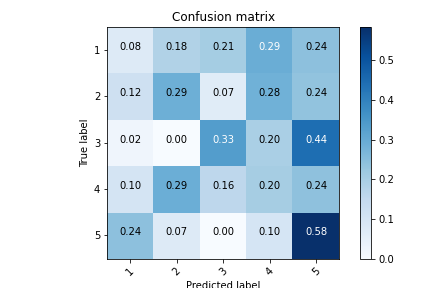 Confusion matrix
1 0.08 0.18 0.21 0.29 0.24
2 0.12 0.29 0.07 0.28 0.24
3 0.02 0.00 0.33 0.20 0.44
4 0.10 0.29 0.16 0.20 0.24
5 0.24 0.07 0.00 0.10 0.58
1 2 3 4 5
True label
Predicted label
0.5
0.4
0.3
0.2
0.1
0.0